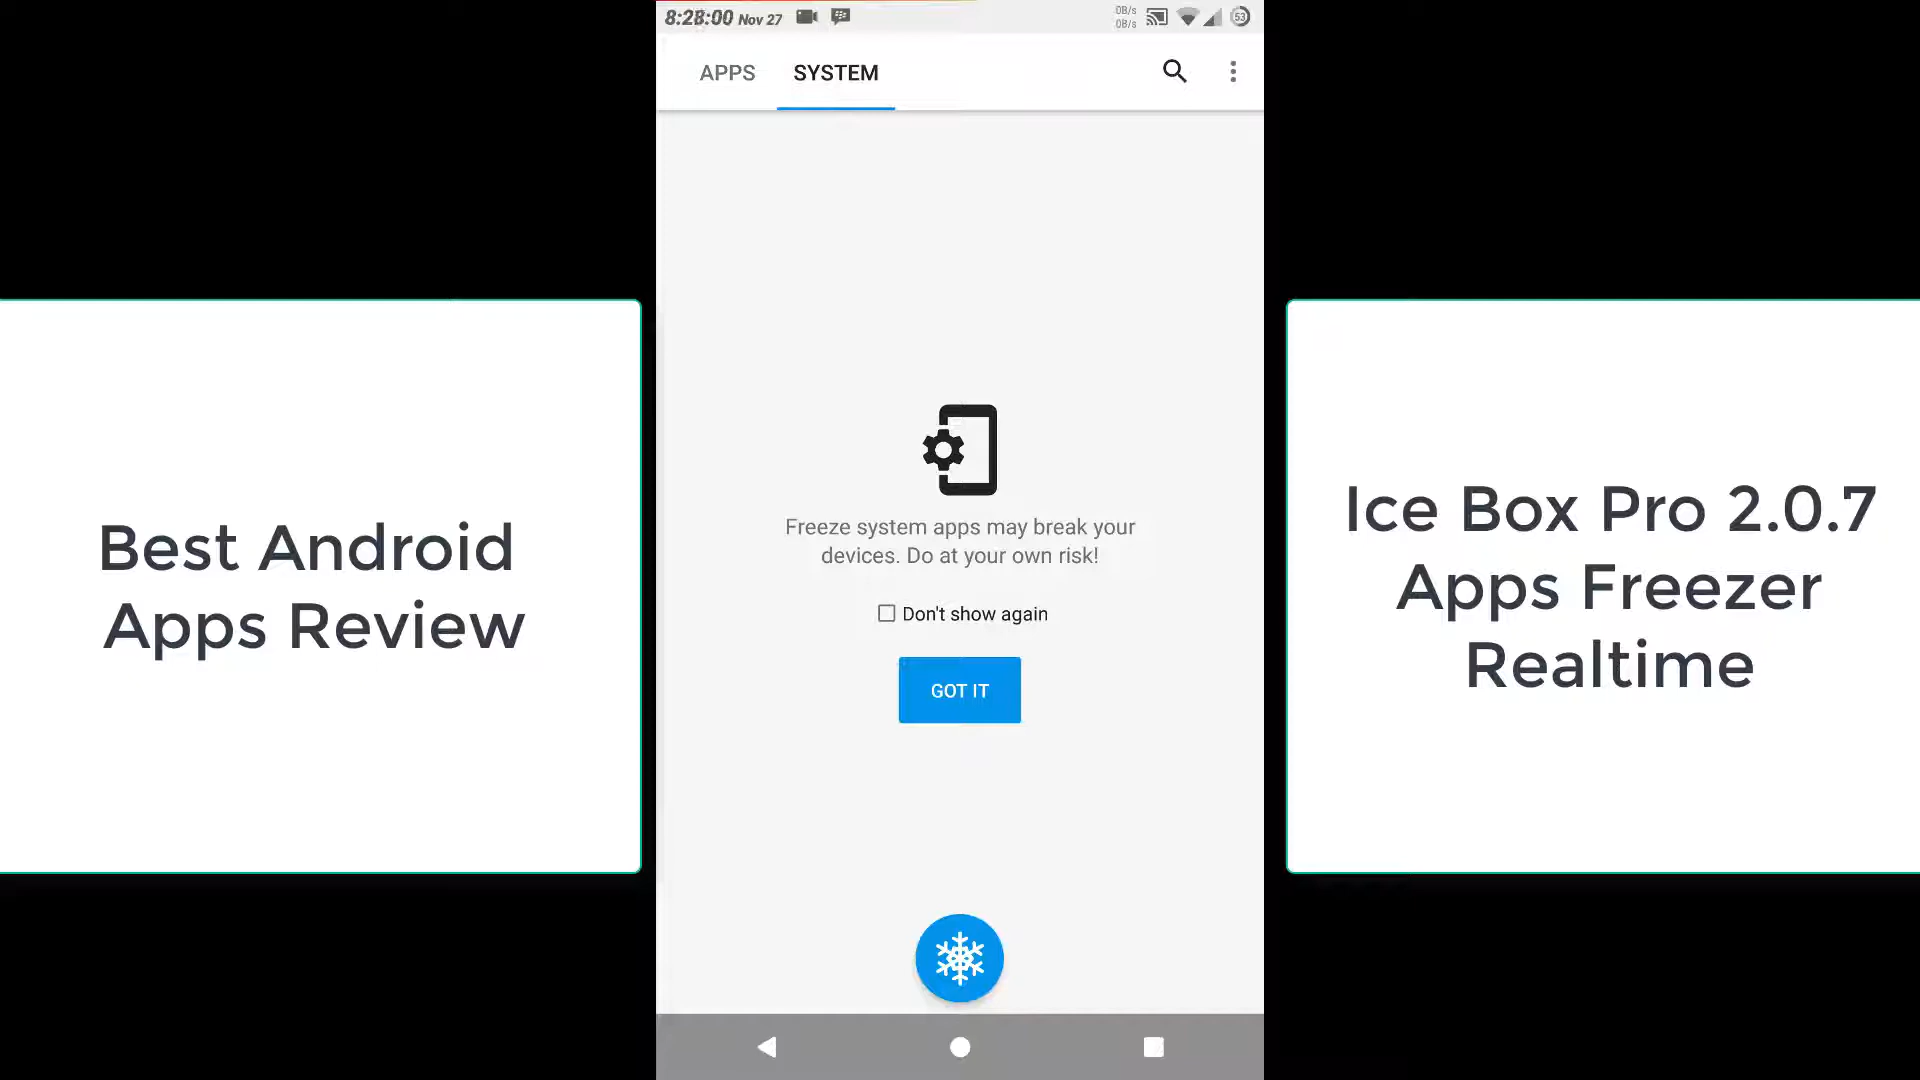 8:28:00 Nov 27
0B/s
0B/s
53
APPS SYSTEM
Freeze system apps may break your
devices. Do at your own risk!
Don't show again
GOT IT
Best Android
Apps Review
Ice Box Pro 2.0.7
Apps Freezer
Realtime